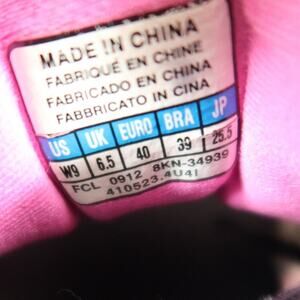 MADE IN CHINA
FABRIQUÉ EN CHINE
FABRICADO EN CHINA
FABBRICATO IN CINA
US UK EURO BRA JP
W9 6.5 40 39 25.5
FCL 0912 8KN-34939
410523.4U4I